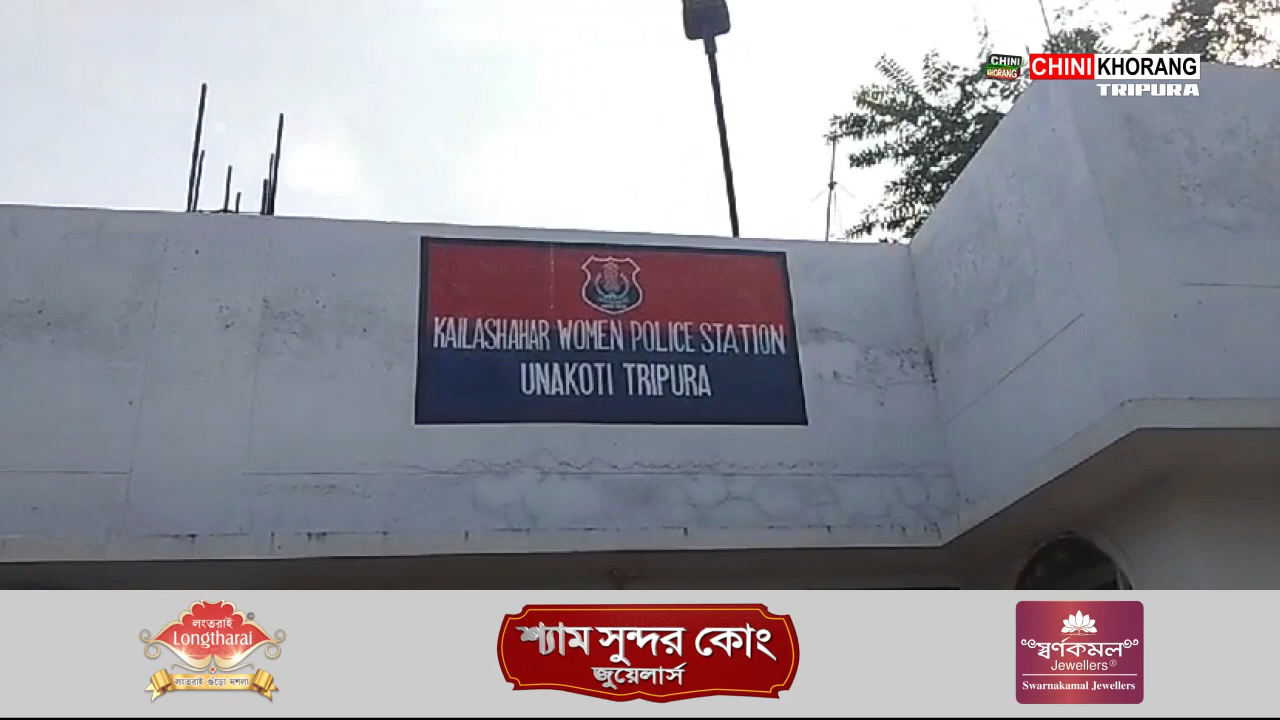 CHINI
KHORANG
CHINI KHORANG
TRIPURA
KAILASHAHAR WOMEN POLICE STATION
UNAKOTI TRIPURA
লংতরাই
Longtharai
লংতরাই গুঁড়ো মশলা
শ্যাম সুন্দর কোং
জুয়েলার্স
স্বর্ণকমল
Jewellers®
Swarnakamal Jewellers